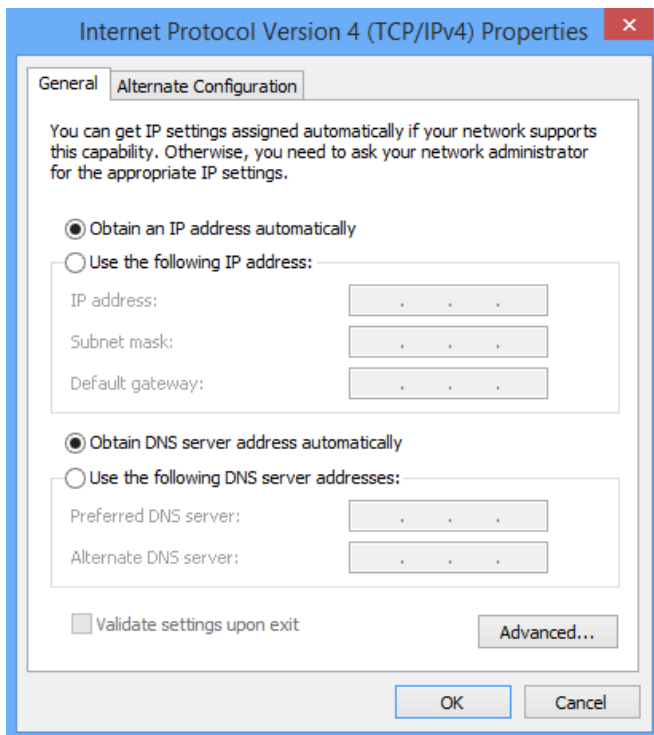 Internet Protocol Version 4 (TCP/IPv4) Properties
General
Alternate Configuration
You can get IP settings assigned automatically if your network supports
this capability. Otherwise, you need to ask your network administrator
for the appropriate IP settings.
Obtain an IP address automatically
Use the following IP address:
IP address:
Subnet mask:
Default gateway:
Obtain DNS server address automatically
Use the following DNS server addresses:
Preferred DNS server:
Alternate DNS server:
Validate settings upon exit
Advanced...
OK
Cancel